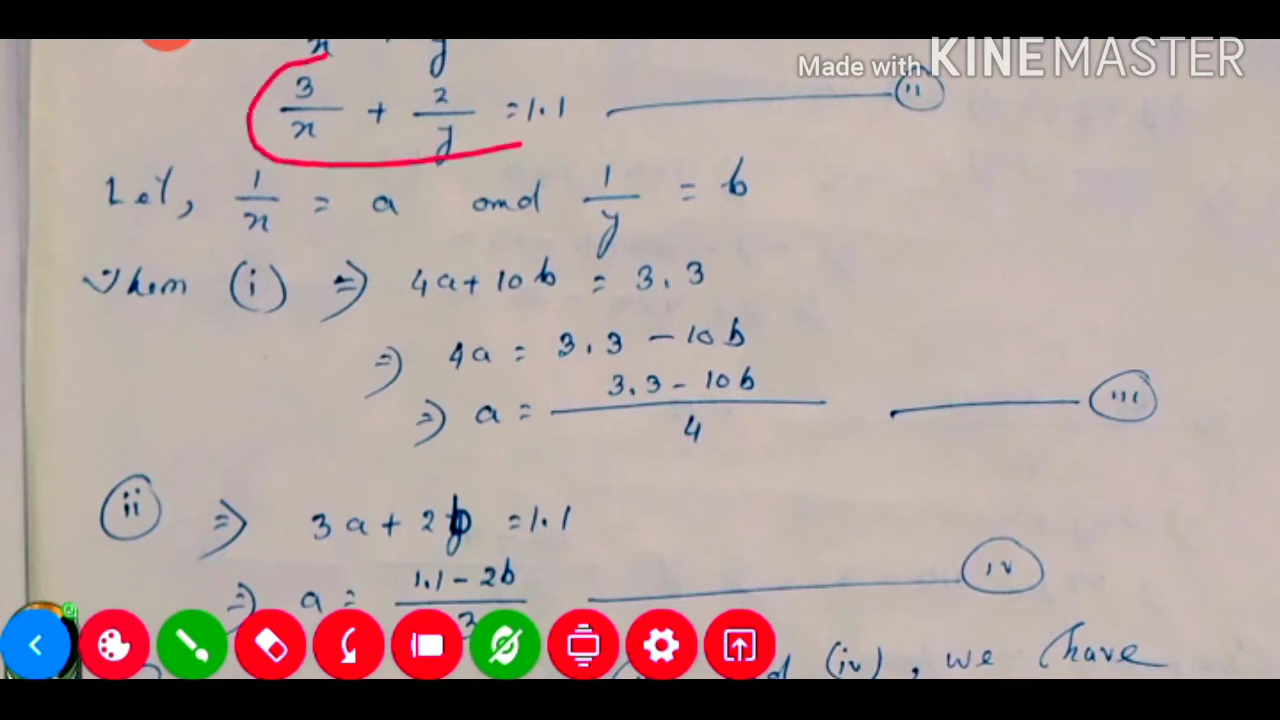 Made with KINEMASTER
x y
3/x + 2/y = 1.1 (ii)
Let, 1/x = a and 1/y = b
Then (i) ⇒ 4a + 10b = 3.3
⇒ 4a = 3.3 − 10b
⇒ a = (3.3 − 10b)/4 (iii)
(ii) ⇒ 3a + 2b = 1.1
⇒ a = (1.1 − 2b)/3 (iv)
(iv), we have